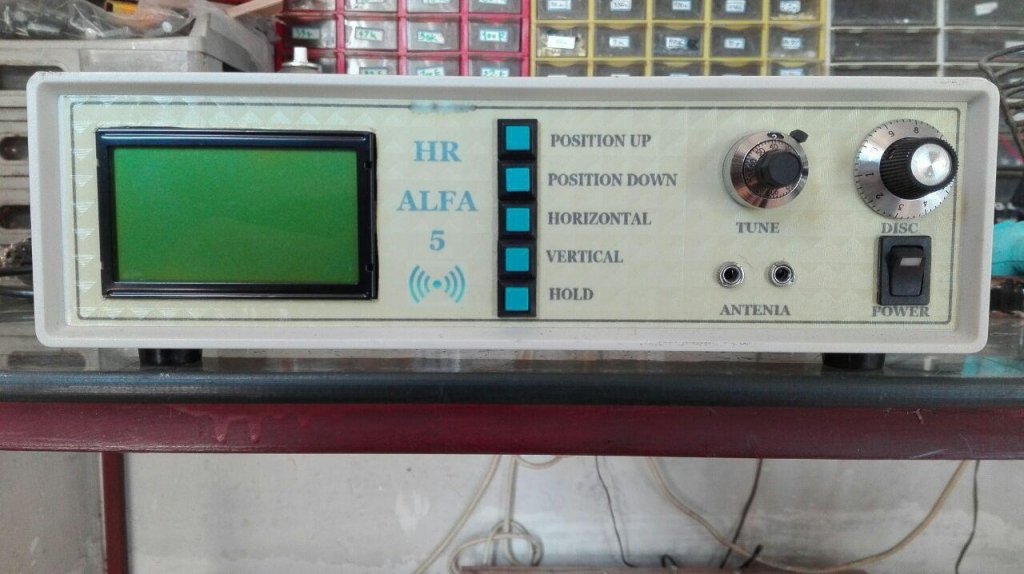 HR
ALFA
5
POSITION UP
POSITION DOWN
HORIZONTAL
VERTICAL
HOLD
TUNE
DISC
ANTENIA
POWER